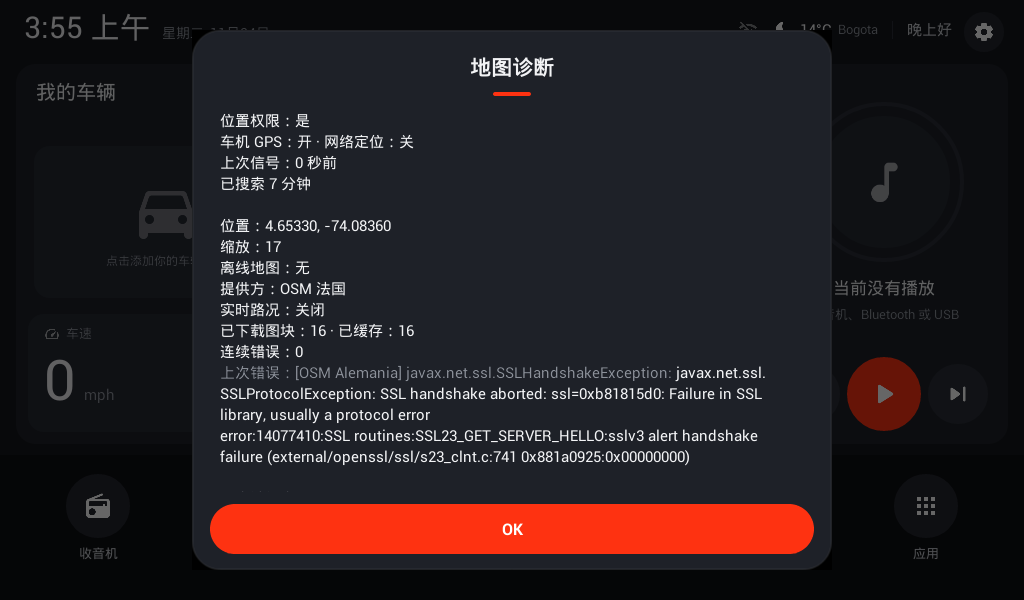 3:55 上午
14°C Bogota
晚上好
地图诊断
我的车辆
位置权限：是
车机 GPS：开 · 网络定位：关
上次信号：0 秒前
已搜索 7 分钟
位置：4.65330, -74.08360
缩放：17
离线地图：无
提供方：OSM 法国
实时路况：关闭
已下载图块：16 · 已缓存：16
连续错误：0
上次错误：[OSM Alemania] javax.net.ssl.SSLHandshakeException: javax.net.ssl.
SSLProtocolException: SSL handshake aborted: ssl=0xb81815d0: Failure in SSL
library, usually a protocol error
error:14077410:SSL routines:SSL23_GET_SERVER_HELLO:sslv3 alert handshake
failure (external/openssl/ssl/s23_clnt.c:741 0x881a0925:0x00000000)
点击添加你的车
车速
0 mph
当前没有播放
机、Bluetooth 或 USB
OK
收音机
应用